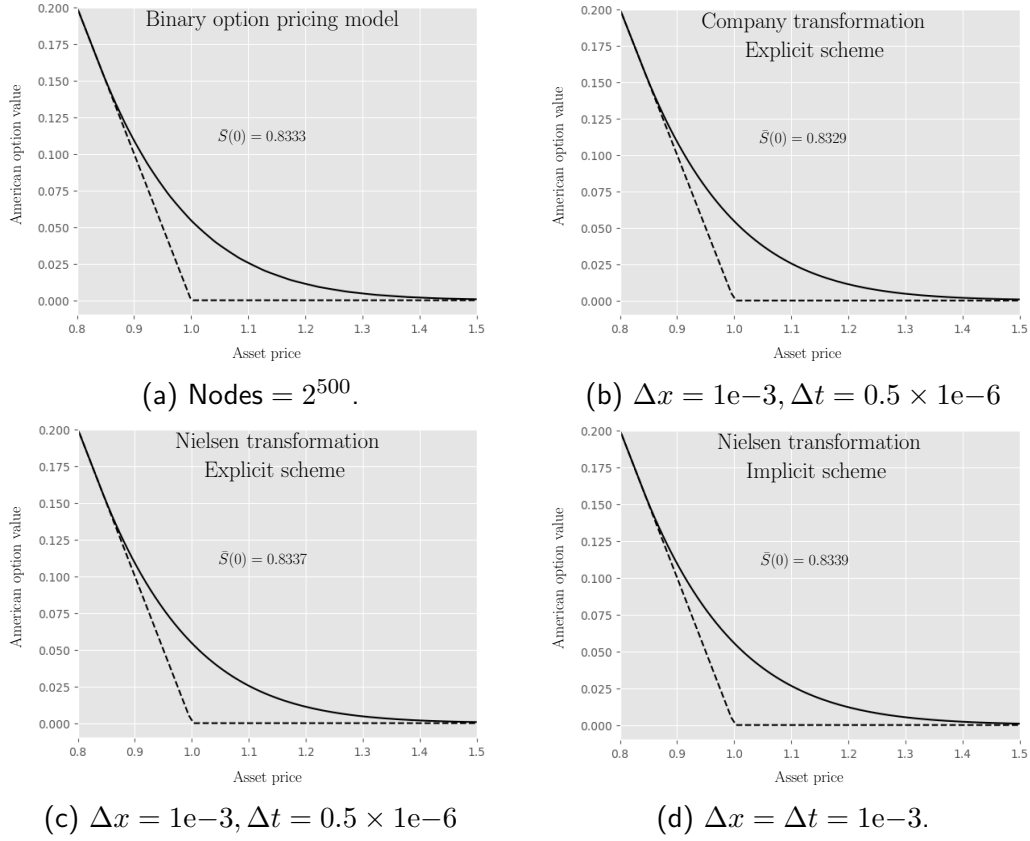 Binary option pricing model
American option value
0.200
0.175
0.150
0.125
0.100
0.075
0.050
0.025
0.000
S̄(0) = 0.8333
0.8 0.9 1.0 1.1 1.2 1.3 1.4 1.5
Asset price
(a) Nodes = 2^500.
Company transformation
Explicit scheme
American option value
0.200
0.175
0.150
0.125
0.100
0.075
0.050
0.025
0.000
S̄(0) = 0.8329
0.8 0.9 1.0 1.1 1.2 1.3 1.4 1.5
Asset price
(b) Δx = 1e−3, Δt = 0.5 × 1e−6
Nielsen transformation
Explicit scheme
American option value
0.200
0.175
0.150
0.125
0.100
0.075
0.050
0.025
0.000
S̄(0) = 0.8337
0.8 0.9 1.0 1.1 1.2 1.3 1.4 1.5
Asset price
(c) Δx = 1e−3, Δt = 0.5 × 1e−6
Nielsen transformation
Implicit scheme
American option value
0.200
0.175
0.150
0.125
0.100
0.075
0.050
0.025
0.000
S̄(0) = 0.8339
0.8 0.9 1.0 1.1 1.2 1.3 1.4 1.5
Asset price
(d) Δx = Δt = 1e−3.